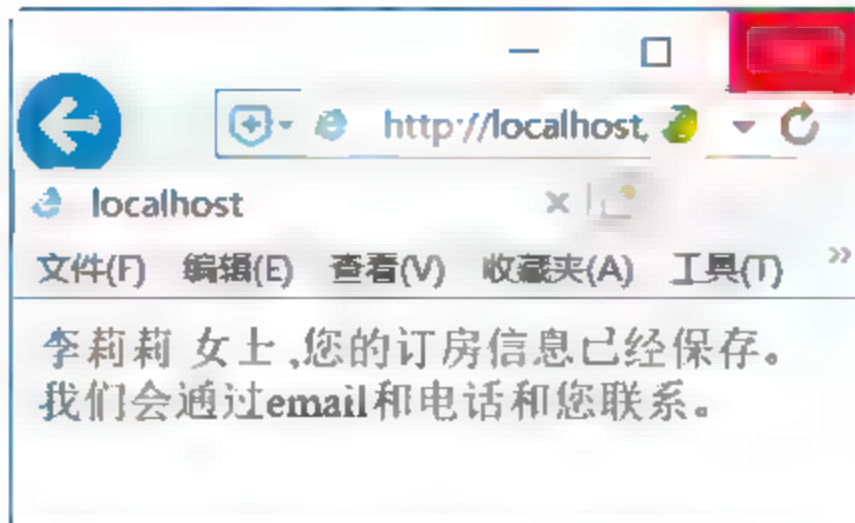 http://localhost,
localhost
文件(F) 编辑(E) 查看(V) 收藏夹(A) 工具(T) »
李莉莉 女士,您的订房信息已经保存。
我们会通过email和电话和您联系。